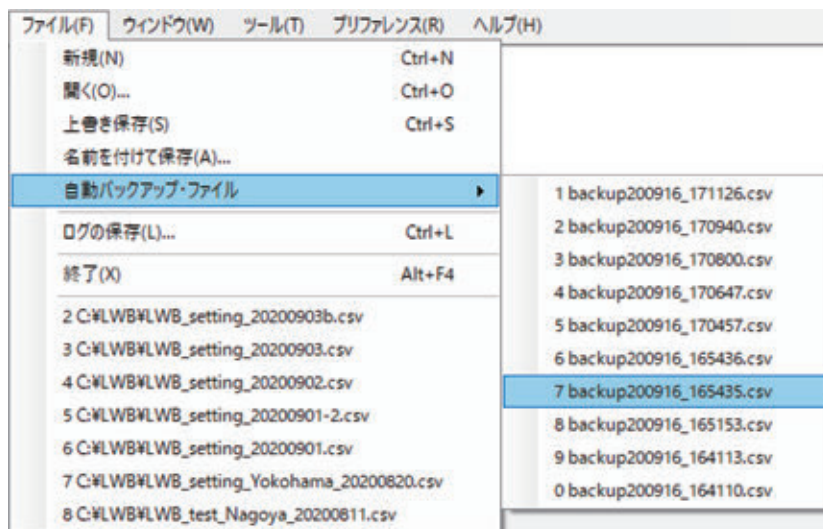 ファイル(F) ウィンドウ(W) ツール(T) プリファレンス(R) ヘルプ(H)
新規(N) Ctrl+N
開く(O)... Ctrl+O
上書き保存(S) Ctrl+S
名前を付けて保存(A)...
自動バックアップ・ファイル
ログの保存(L)... Ctrl+L
終了(X) Alt+F4
2 C:¥LWB¥LWB_setting_20200903b.csv
3 C:¥LWB¥LWB_setting_20200903.csv
4 C:¥LWB¥LWB_setting_20200902.csv
5 C:¥LWB¥LWB_setting_20200901-2.csv
6 C:¥LWB¥LWB_setting_20200901.csv
7 C:¥LWB¥LWB_setting_Yokohama_20200820.csv
8 C:¥LWB¥LWB_test_Nagoya_20200811.csv
1 backup200916_171126.csv
2 backup200916_170940.csv
3 backup200916_170800.csv
4 backup200916_170647.csv
5 backup200916_170457.csv
6 backup200916_165436.csv
7 backup200916_165435.csv
8 backup200916_165153.csv
9 backup200916_164113.csv
0 backup200916_164110.csv